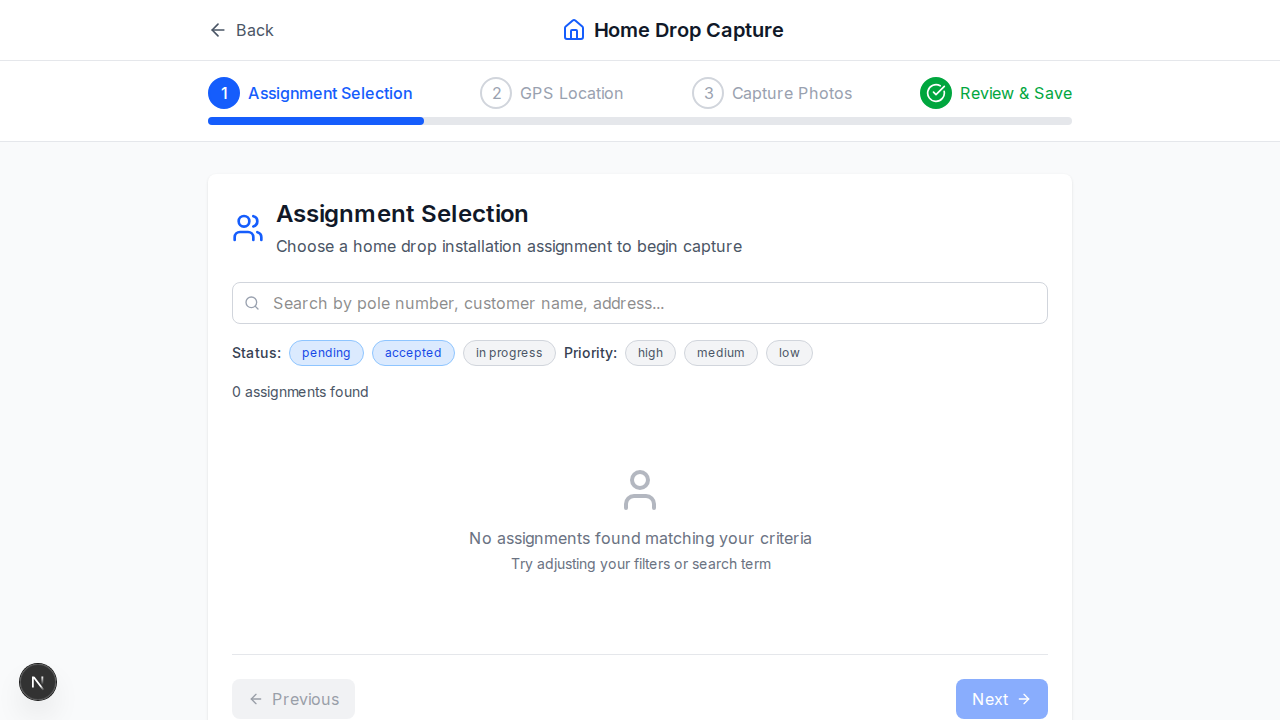 Back
Home Drop Capture
1 Assignment Selection
2 GPS Location
3 Capture Photos
Review & Save
Assignment Selection
Choose a home drop installation assignment to begin capture
Search by pole number, customer name, address...
Status: pending accepted in progress Priority: high medium low
0 assignments found
No assignments found matching your criteria
Try adjusting your filters or search term
N
Previous
Next